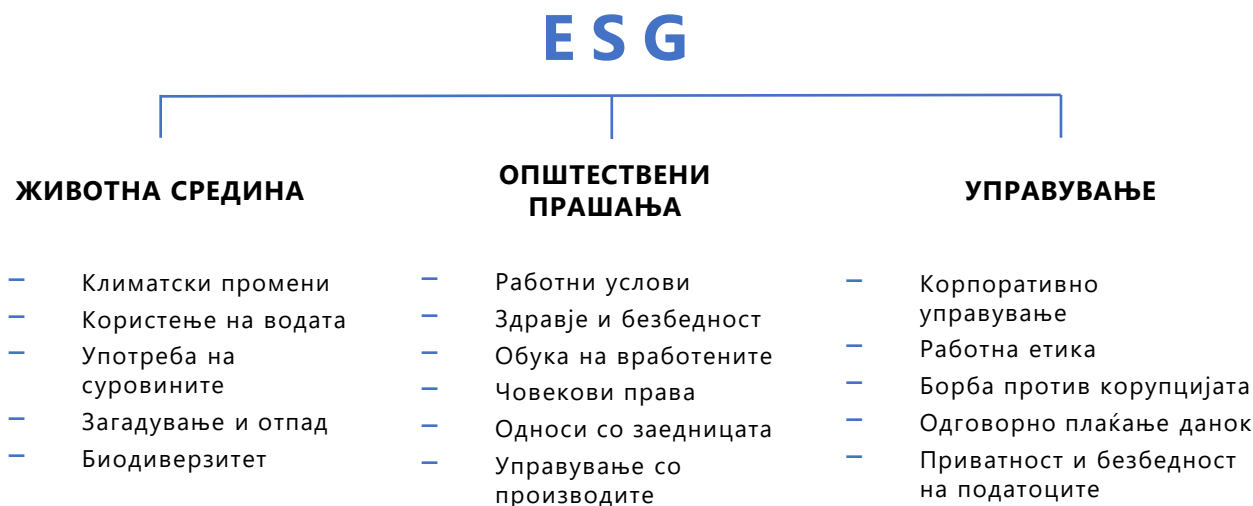 E S G
ЖИВОТНА СРЕДИНА
– Климатски промени
– Користење на водата
– Употреба на
суровините
– Загадување и отпад
– Биодиверзитет
ОПШТЕСТВЕНИ
ПРАШАЊА
– Работни услови
– Здравје и безбедност
– Обука на вработените
– Човекови права
– Односи со заедницата
– Управување со
производите
УПРАВУВАЊЕ
– Корпоративно
управување
– Работна етика
– Борба против корупцијата
– Одговорно плаќање данок
– Приватност и безбедност
на податоците